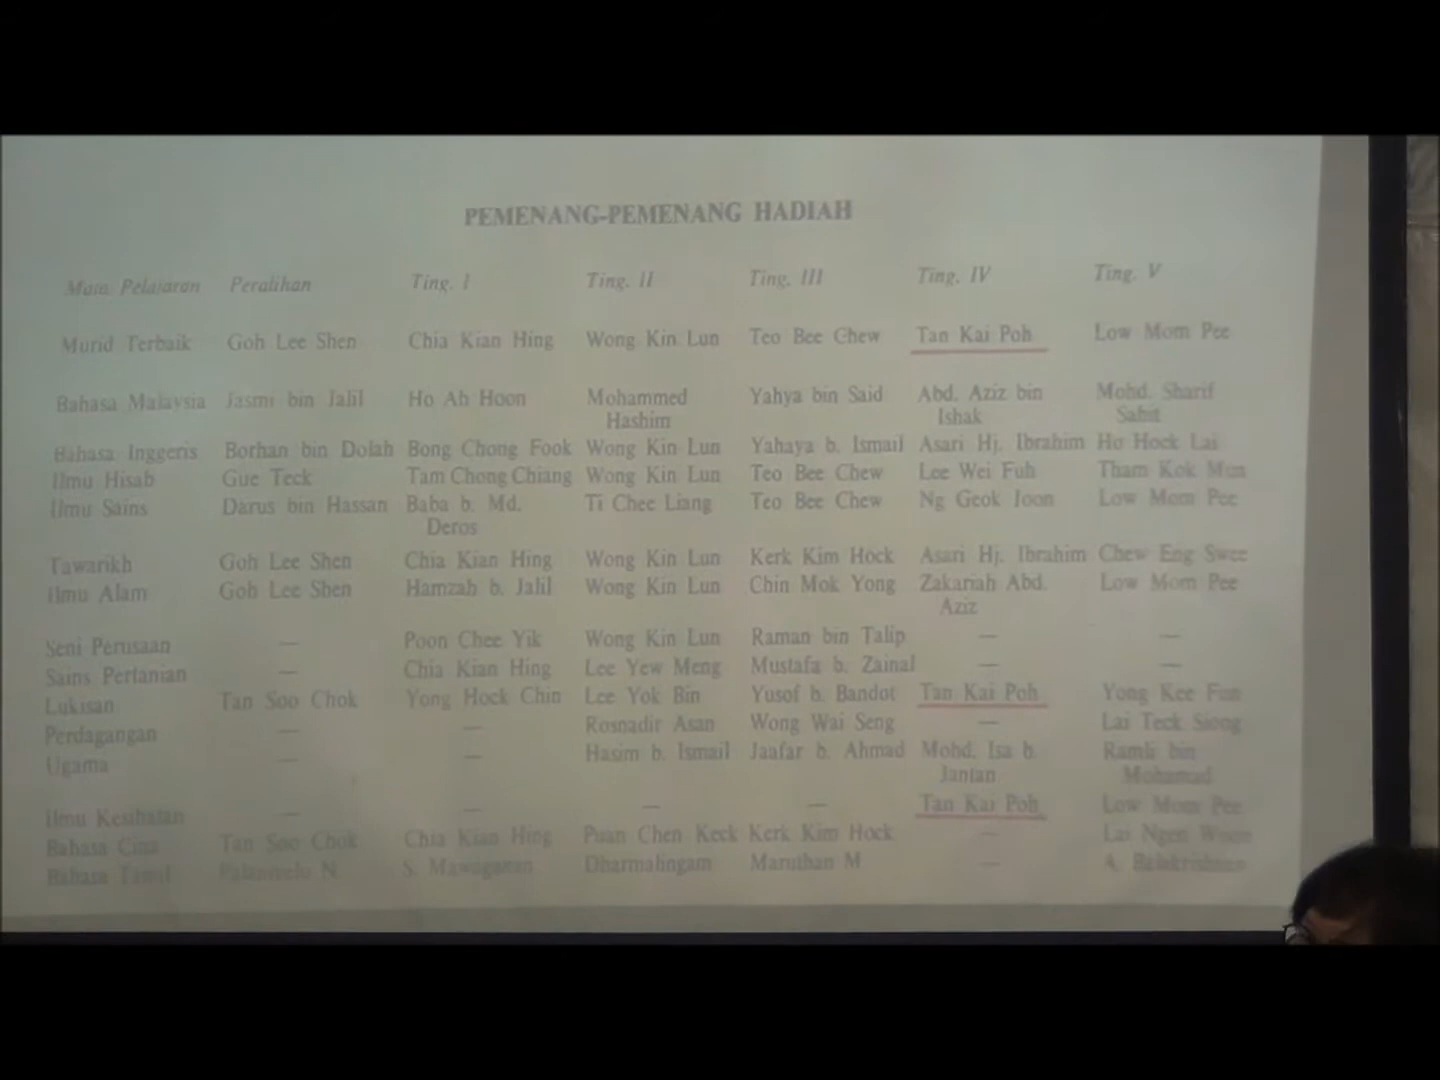 PEMENANG-PEMENANG HADIAH
Mata Pelajaran Peralihan Ting. I Ting. II Ting. III Ting. IV Ting. V
Murid Terbaik Goh Lee Shen Chia Kian Hing Wong Kin Lun Teo Bee Chew Tan Kai Poh Low Mom Pee
Bahasa Malaysia Jasmi bin Jalil Ho Ah Hoon Mohammed Yahya bin Said Abd. Aziz bin Mohd. Sharif
Hashim Ishak Sabit
Bahasa Inggeris Borhan bin Dolah Bong Chong Fook Wong Kin Lun Yahaya b. Ismail Asari Hj. Ibrahim Ho Hock Lai
Ilmu Hisab Gue Teck Tam Chong Chiang Wong Kin Lun Teo Bee Chew Lee Wei Fuh Tham Kok Mun
Ilmu Sains Darus bin Hassan Baba b. Md. Ti Chee Liang Teo Bee Chew Ng Geok Joon Low Mom Pee
Deros
Tawarikh Goh Lee Shen Chia Kian Hing Wong Kin Lun Kerk Kim Hock Asari Hj. Ibrahim Chew Eng Swee
Ilmu Alam Goh Lee Shen Hamzah b. Jalil Wong Kin Lun Chin Mok Yong Zakariah Abd. Low Mom Pee
Aziz
Seni Perusaan — Poon Chee Yik Wong Kin Lun Raman bin Talip — —
Sains Pertanian — Chia Kian Hing Lee Yew Meng Mustafa b. Zainal — —
Lukisan Tan Soo Chok Yong Hock Chin Lee Yok Bin Yusof b. Bandot Tan Kai Poh Yong Kee Fun
Perdagangan — — Rosnadir Asan Wong Wai Seng — Lai Teck Siong
Ugama — — Hasim b. Ismail Jaafar b. Ahmad Mohd. Isa b. Ramli bin
Jantan Mohamad
Ilmu Kesihatan — — — — Tan Kai Poh Low Mom Pee
Bahasa Cina Tan Soo Chok Chia Kian Hing Puan Chen Keck Kerk Kim Hock — Lai Ngen
Bahasa Tamil N. S. Dharmalingam Maruthan M — A. Balakrishnan